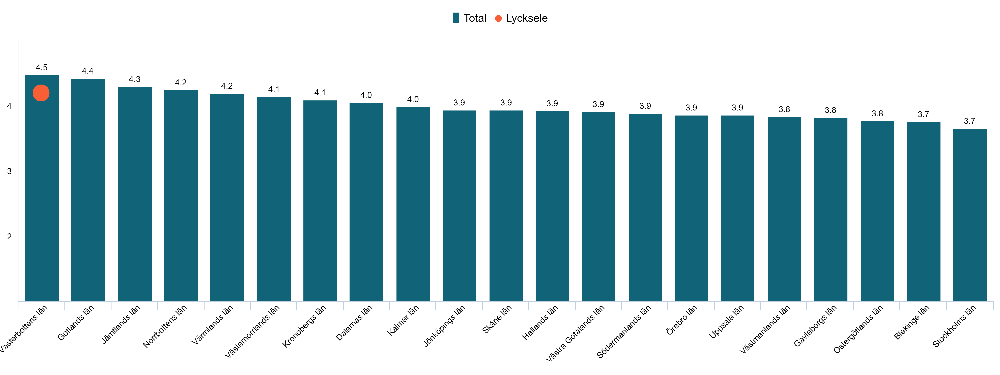 Total Lycksele
4.5 4.4 4.3 4.2 4.2 4.1 4.1 4.0 4.0 3.9 3.9 3.9 3.9 3.9 3.9 3.9 3.8 3.8 3.8 3.7 3.7
4
3
2
Västerbottens län
Gotlands län
Jämtlands län
Norrbottens län
Värmlands län
Västernorrlands län
Kronobergs län
Dalarnas län
Kalmar län
Jönköpings län
Skåne län
Hallands län
Västra Götalands län
Södermanlands län
Örebro län
Uppsala län
Västmanlands län
Gävleborgs län
Östergötlands län
Blekinge län
Stockholms län